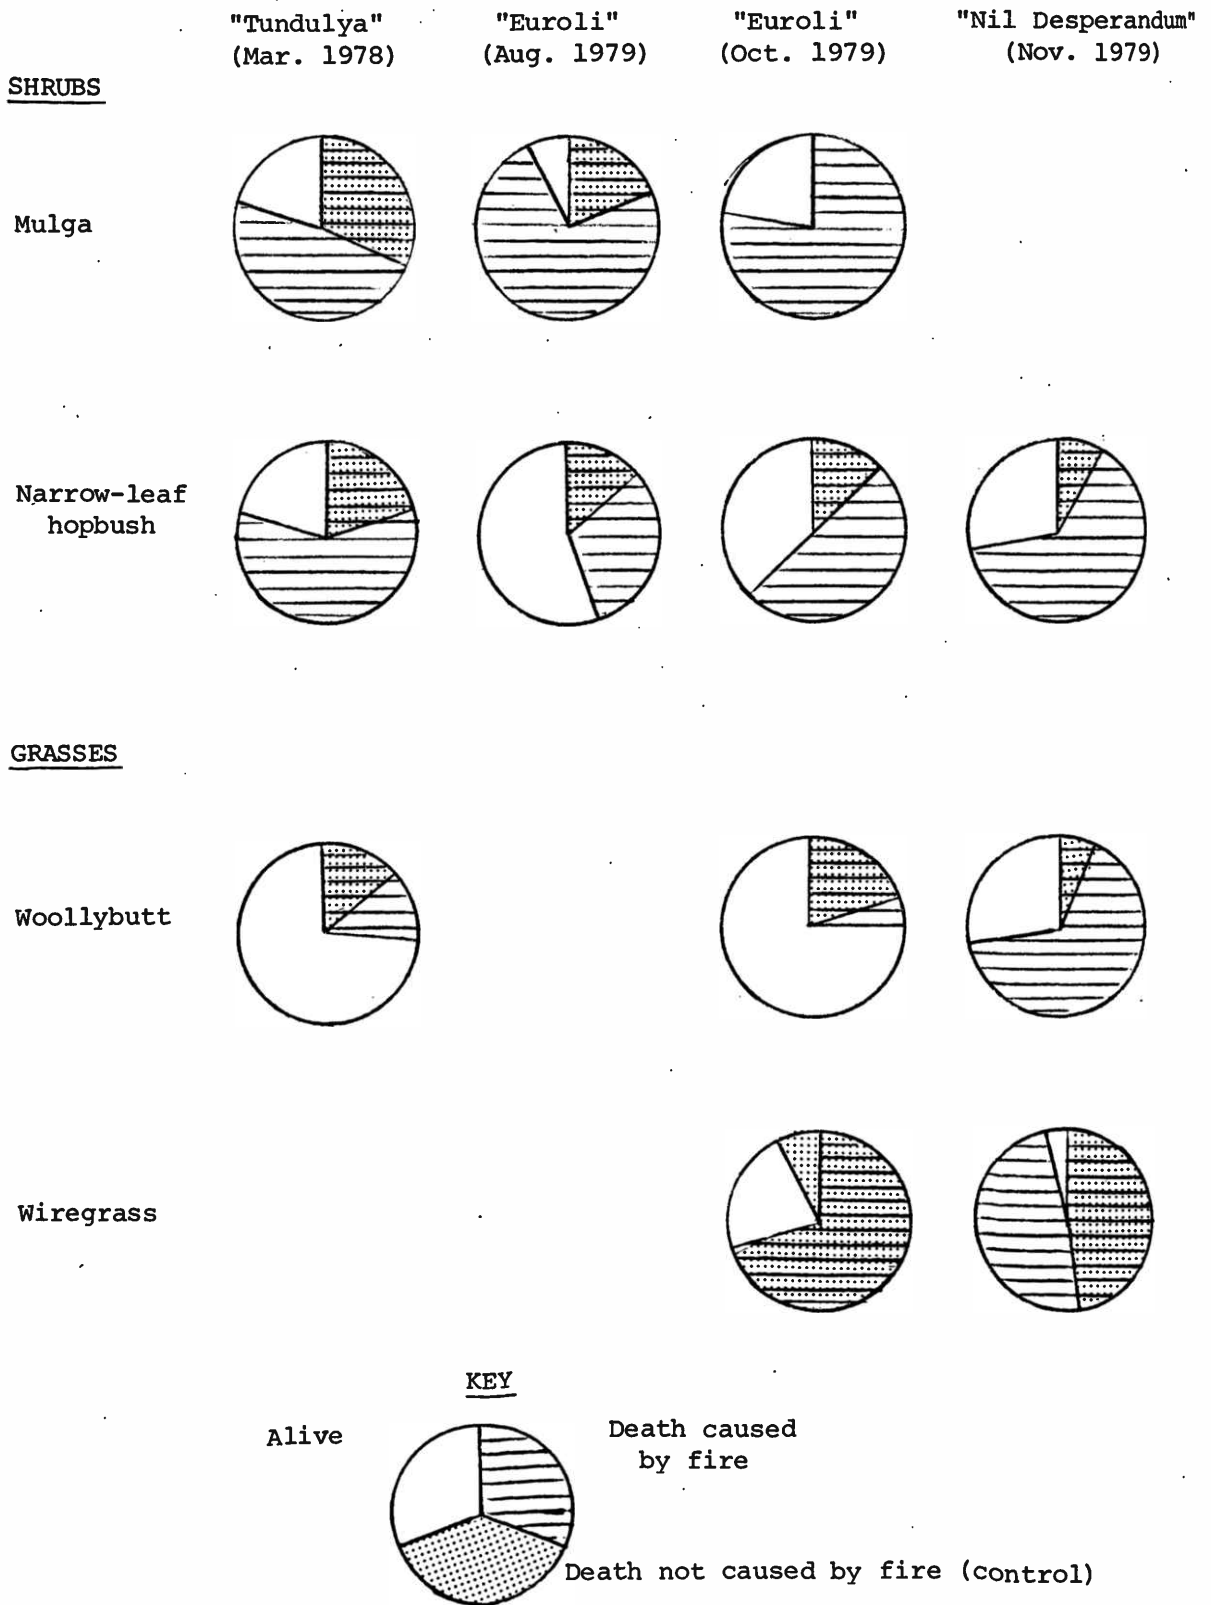 "Tundulya" "Euroli" "Euroli" "Nil Desperandum"
(Mar. 1978) (Aug. 1979) (Oct. 1979) (Nov. 1979)
SHRUBS
Mulga
Narrow-leaf
hopbush
GRASSES
Woollybutt
Wiregrass
KEY
Alive
Death caused
by fire
Death not caused by fire (control)